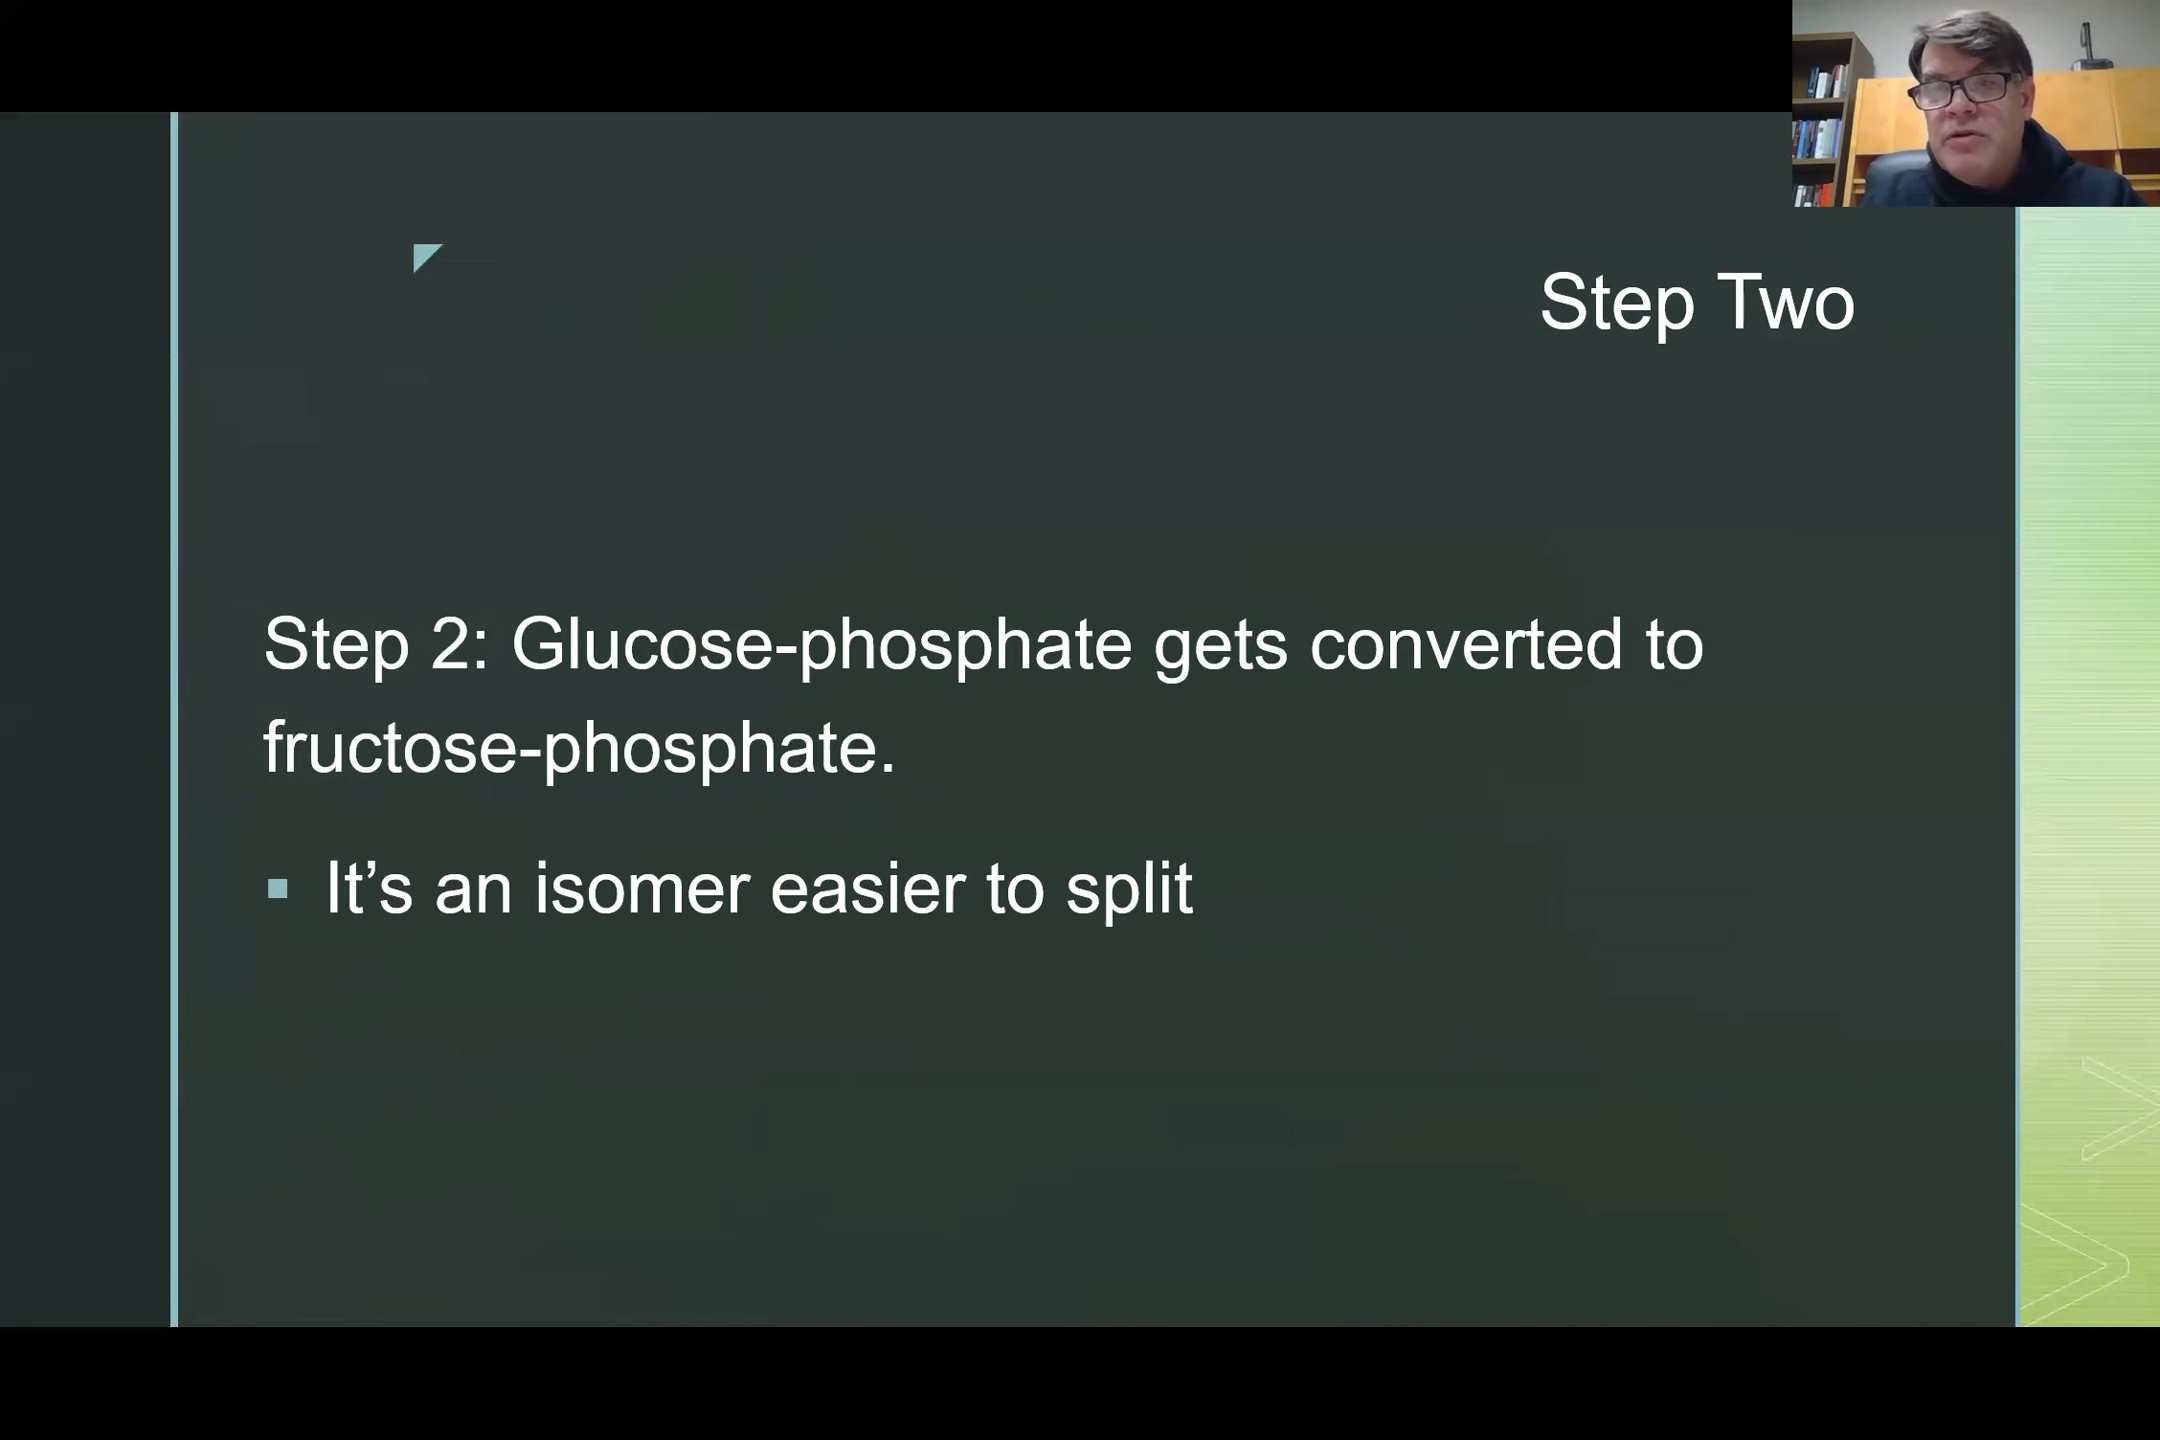 Step Two
Step 2: Glucose-phosphate gets converted to
fructose-phosphate.
▪ It’s an isomer easier to split